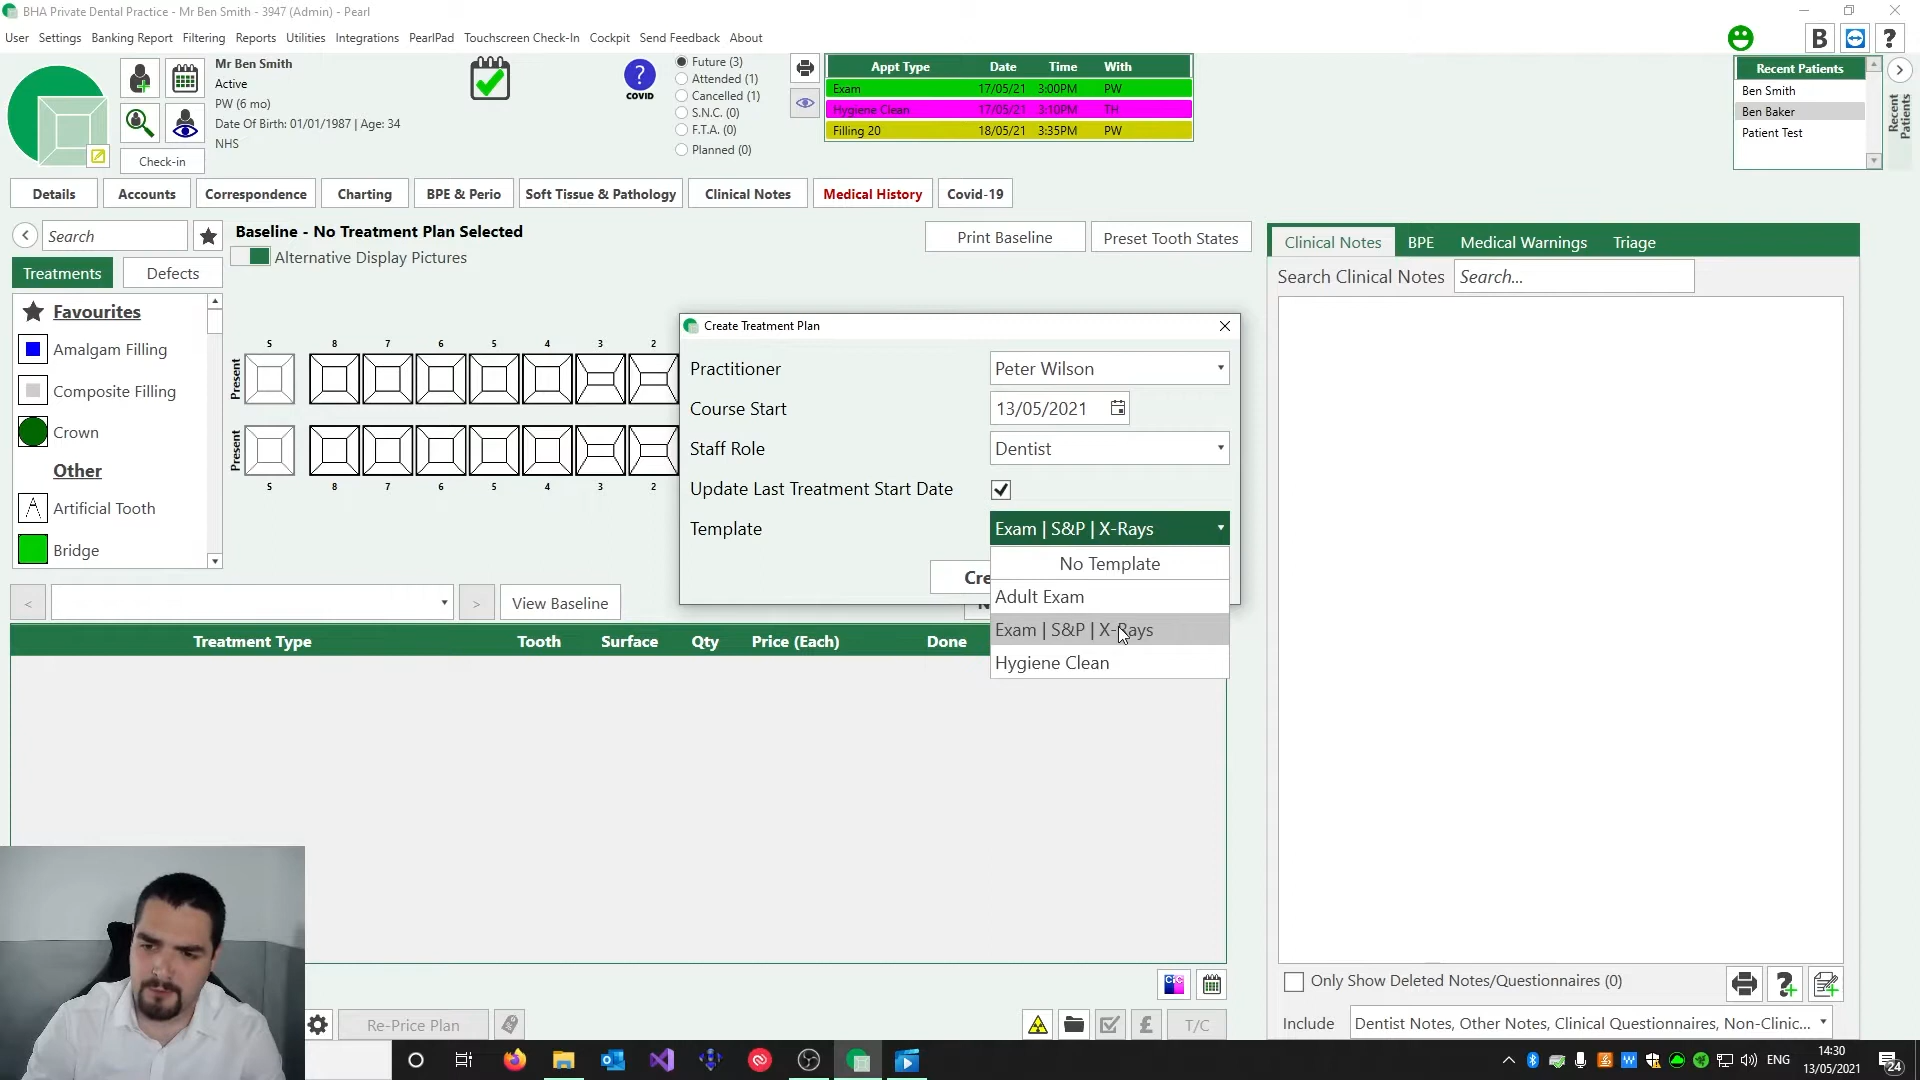 BHA Private Dental Practice - Mr Ben Smith - 3947 (Admin) - Pearl
User Settings Banking Report Filtering Reports Utilities Integrations PearlPad Touchscreen Check-In Cockpit Send Feedback About
Mr Ben Smith
Active
PW (6 mo)
Date Of Birth: 01/01/1987 | Age: 34
NHS
Check-in
?
COVID
Future (3)
Attended (1)
Cancelled (1)
S.N.C. (0)
F.T.A. (0)
Planned (0)
Appt Type Date Time With
Exam 17/05/21 3:00PM PW
Hygiene Clean 17/05/21 3:10PM TH
Filling 20 18/05/21 3:35PM PW
B ?
Recent Patients
Ben Smith
Ben Baker
Patient Test
Recent Patients
Details Accounts Correspondence Charting BPE & Perio Soft Tissue & Pathology Clinical Notes Medical History Covid-19
Search
Treatments Defects
Favourites
Amalgam Filling
Composite Filling
Crown
Other
Artificial Tooth
Bridge
Baseline - No Treatment Plan Selected
Alternative Display Pictures
Print Baseline Preset Tooth States
S 8 7 6 5 4 3 2
Present
Present
S 8 7 6 5 4 3 2
Create Treatment Plan
Practitioner Peter Wilson
Course Start 13/05/2021
Staff Role Dentist
Update Last Treatment Start Date
Template Exam | S&P | X-Rays
No Template
Adult Exam
Exam | S&P | X-Rays
Hygiene Clean
Cre
< > View Baseline N
Treatment Type Tooth Surface Qty Price (Each) Done
Re-Price Plan £ T/C
Clinical Notes BPE Medical Warnings Triage
Search Clinical Notes Search...
Only Show Deleted Notes/Questionnaires (0)
Include Dentist Notes, Other Notes, Clinical Questionnaires, Non-Clinic...
ENG
14:30
13/05/2021
24